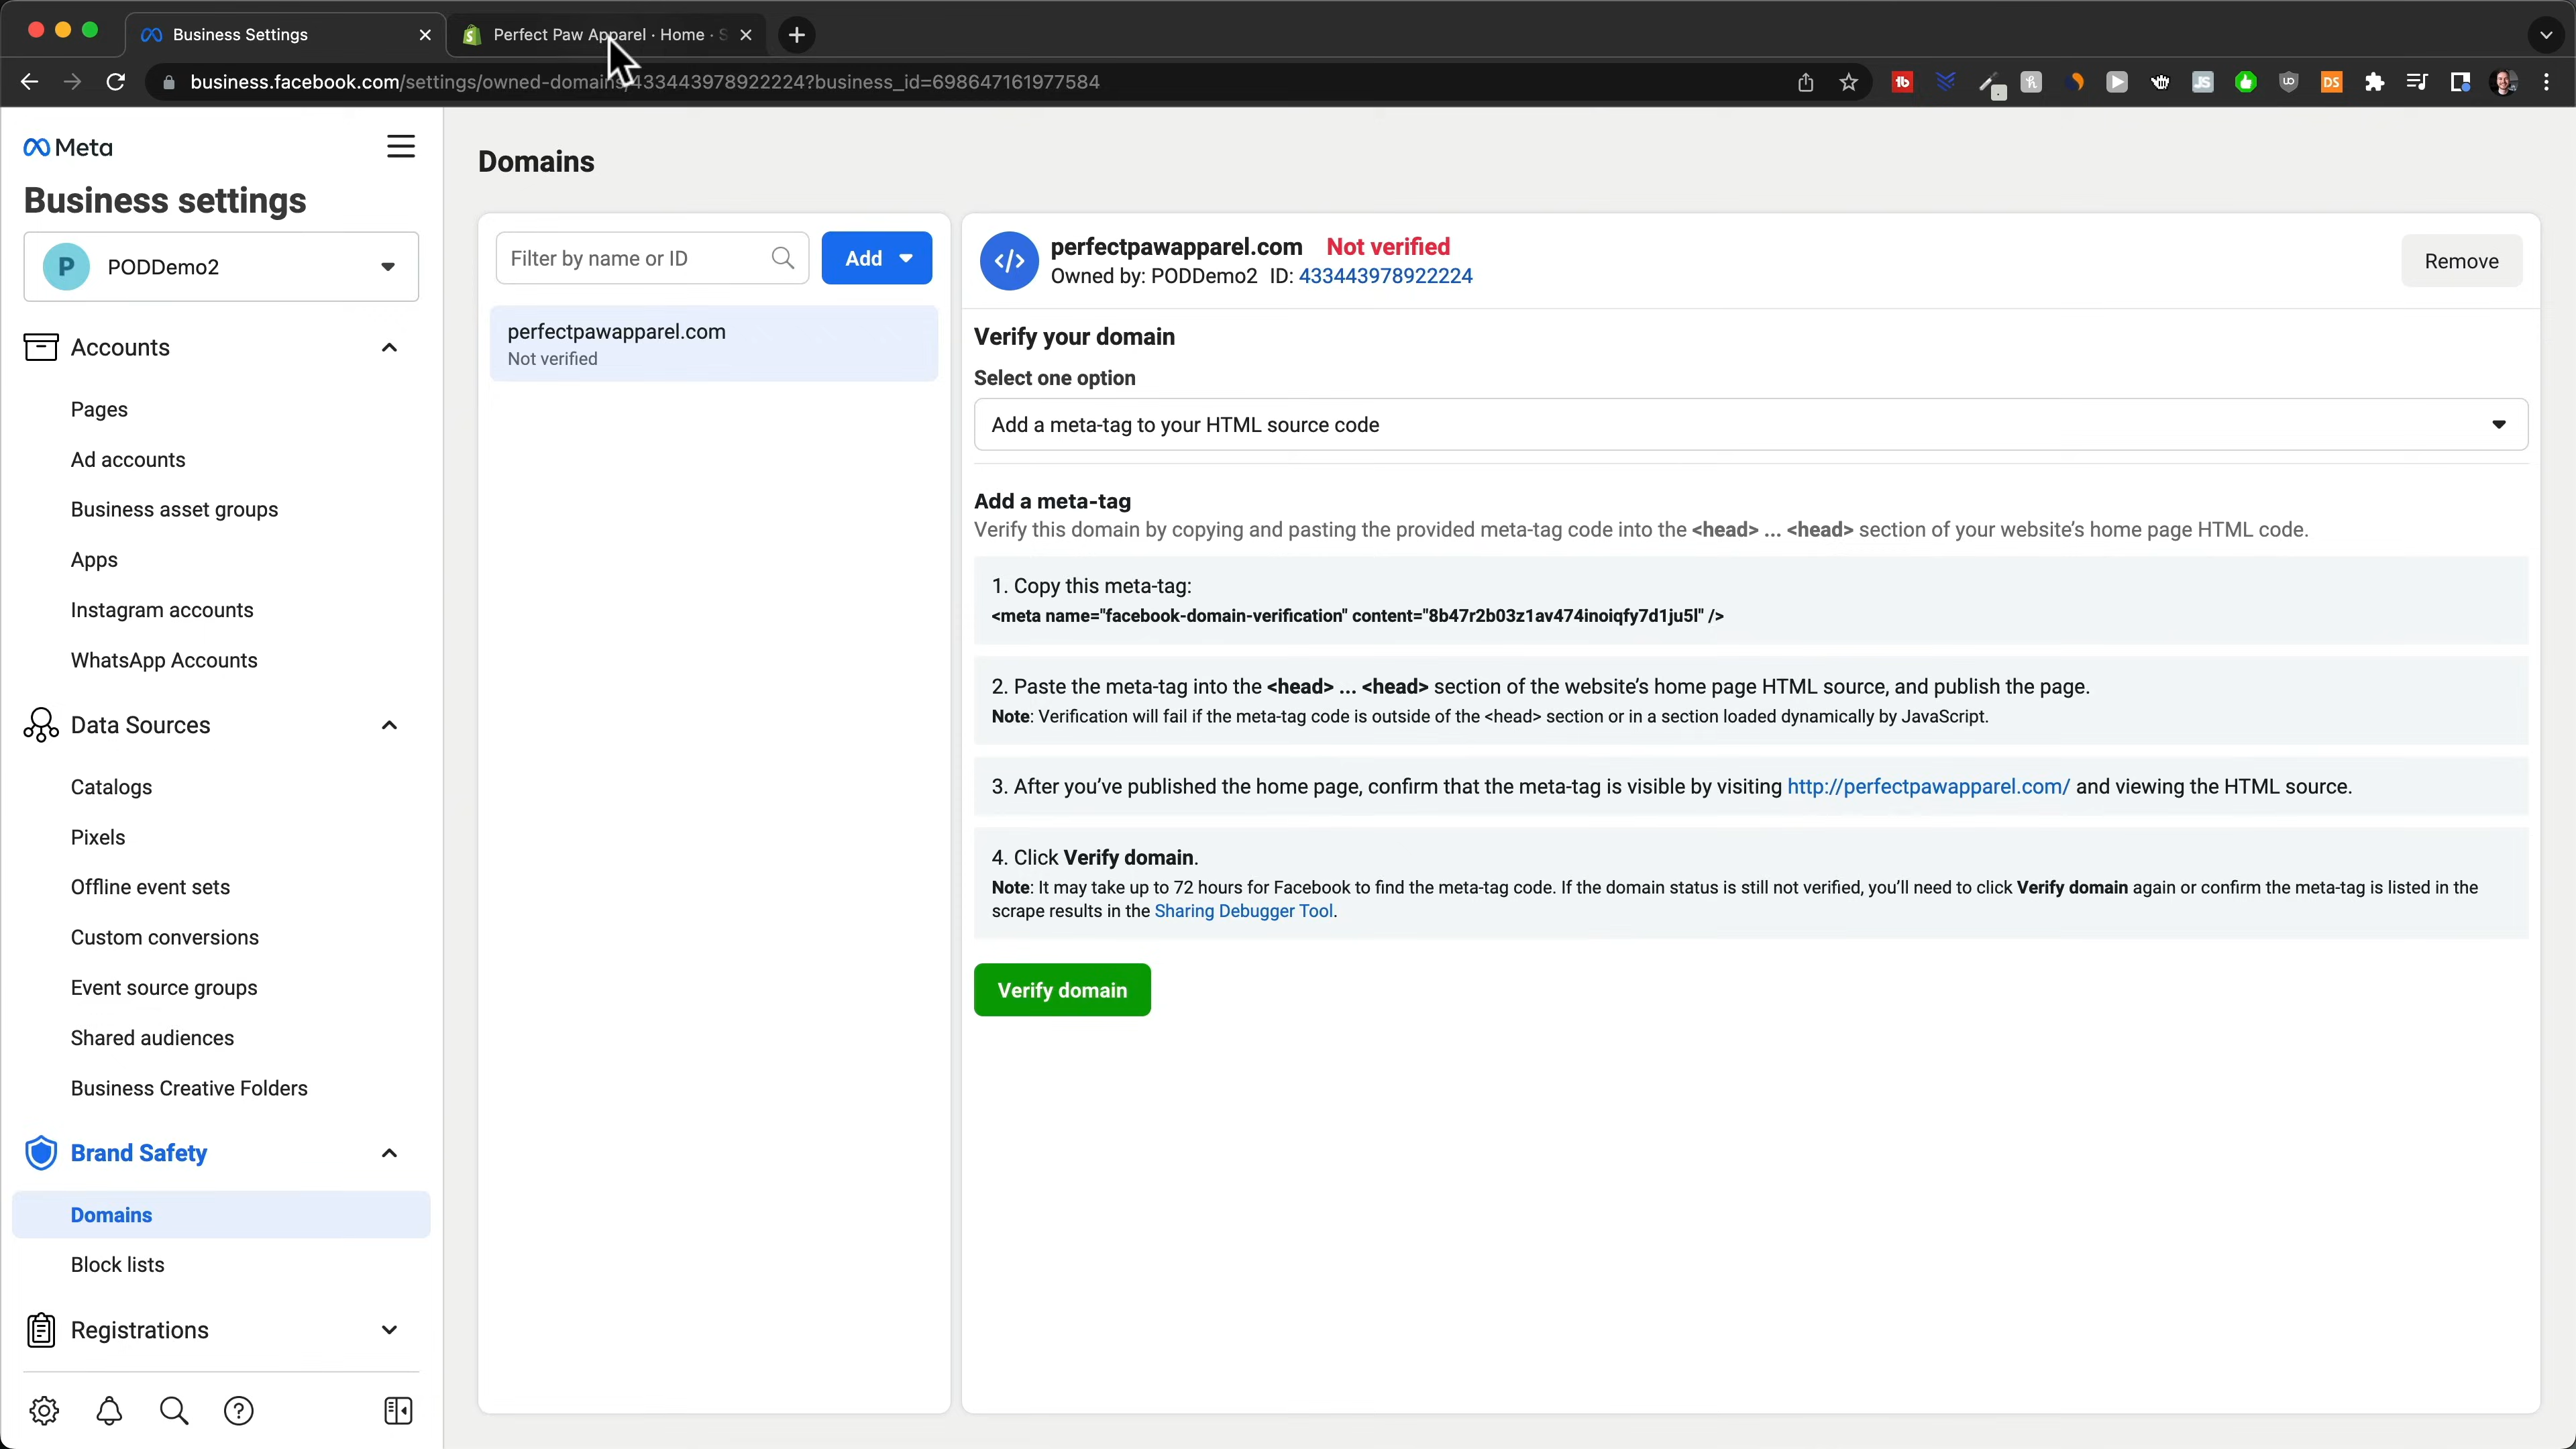 Business Settings
Perfect Paw Apparel · Home · S
business.facebook.com/settings/owned-domains/433443978922224?business_id=698647161977584
Meta
Business settings
P PODDemo2
Accounts
Pages
Ad accounts
Business asset groups
Apps
Instagram accounts
WhatsApp Accounts
Data Sources
Catalogs
Pixels
Offline event sets
Custom conversions
Event source groups
Shared audiences
Business Creative Folders
Brand Safety
Domains
Block lists
Registrations
Domains
Filter by name or ID
Add
perfectpawapparel.com
Not verified
</> perfectpawapparel.com Not verified
Owned by: PODDemo2 ID: 433443978922224
Remove
Verify your domain
Select one option
Add a meta-tag to your HTML source code
Add a meta-tag
Verify this domain by copying and pasting the provided meta-tag code into the <head> ... <head> section of your website's home page HTML code.
1. Copy this meta-tag:
<meta name="facebook-domain-verification" content="8b47r2b03z1av474inoiqfy7d1ju5l" />
2. Paste the meta-tag into the <head> ... <head> section of the website's home page HTML source, and publish the page.
Note: Verification will fail if the meta-tag code is outside of the <head> section or in a section loaded dynamically by JavaScript.
3. After you've published the home page, confirm that the meta-tag is visible by visiting http://perfectpawapparel.com/ and viewing the HTML source.
4. Click Verify domain.
Note: It may take up to 72 hours for Facebook to find the meta-tag code. If the domain status is still not verified, you'll need to click Verify domain again or confirm the meta-tag is listed in the
scrape results in the Sharing Debugger Tool.
Verify domain